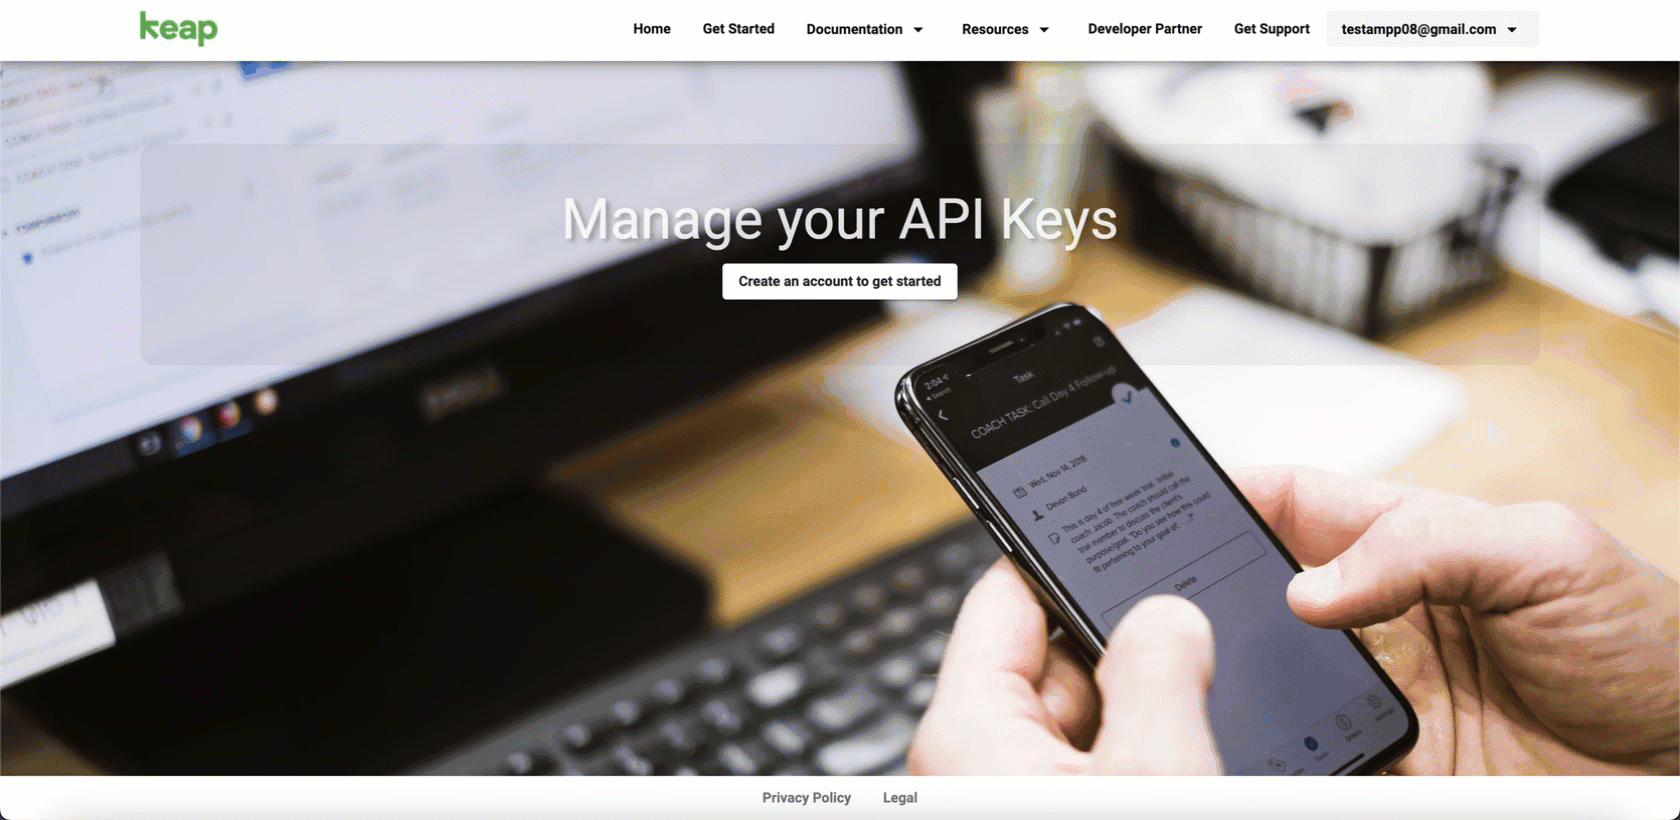 keap
Home Get Started Documentation Resources Developer Partner Get Support testampp08@gmail.com
Manage your API Keys
Create an account to get started
2:04
Search
Task
COACH TASK: Call Day 4 Follow-up
Wed, Nov 14, 2018
Devon Bond
This is day 4 of free week trial. Initial
coach: Jacob. The coach should call the
trial member to discuss the client's
purpose/goal. "Do you see how this could
fit pertaining to your goal of: ...?"
Delete
Tasks
Orders
Settings
Privacy Policy Legal